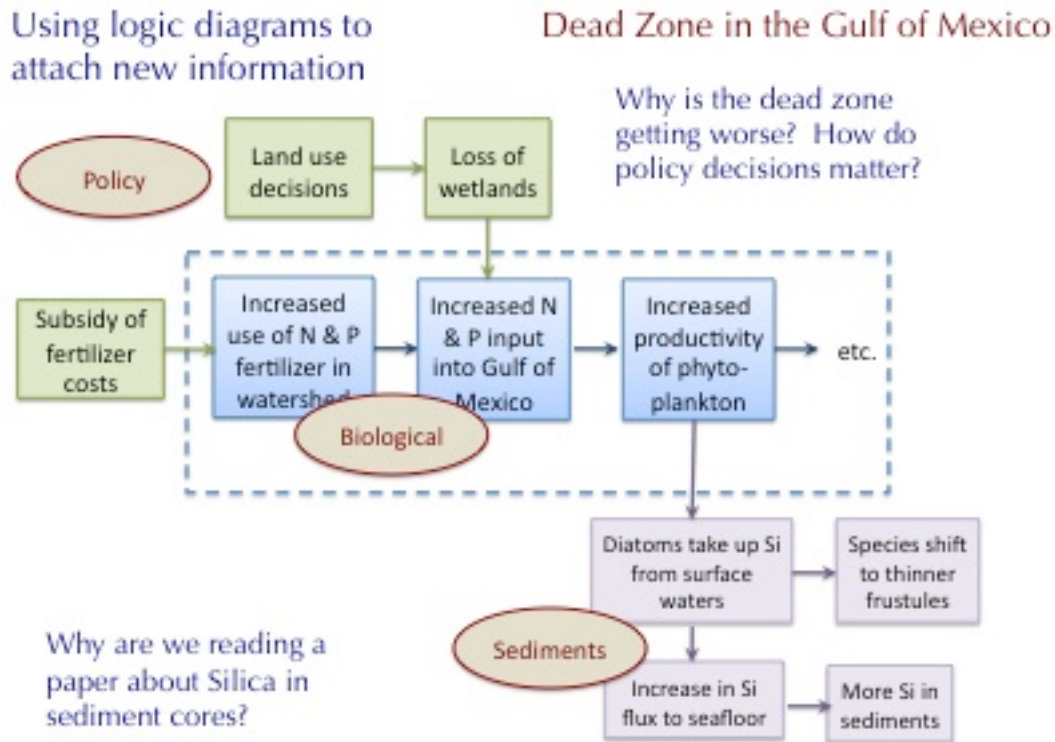 Using logic diagrams to
attach new information
Dead Zone in the Gulf of Mexico
Why is the dead zone
getting worse? How do
policy decisions matter?
Policy
Land use
decisions
Loss of
wetlands
Subsidy of
fertilizer
costs
Increased
use of N & P
fertilizer in
watershed
Increased N
& P input
into Gulf of
Mexico
Increased
productivity
of phyto-
plankton
etc.
Biological
Diatoms take up Si
from surface
waters
Species shift
to thinner
frustules
Sediments
Increase in Si
flux to seafloor
More Si in
sediments
Why are we reading a
paper about Silica in
sediment cores?